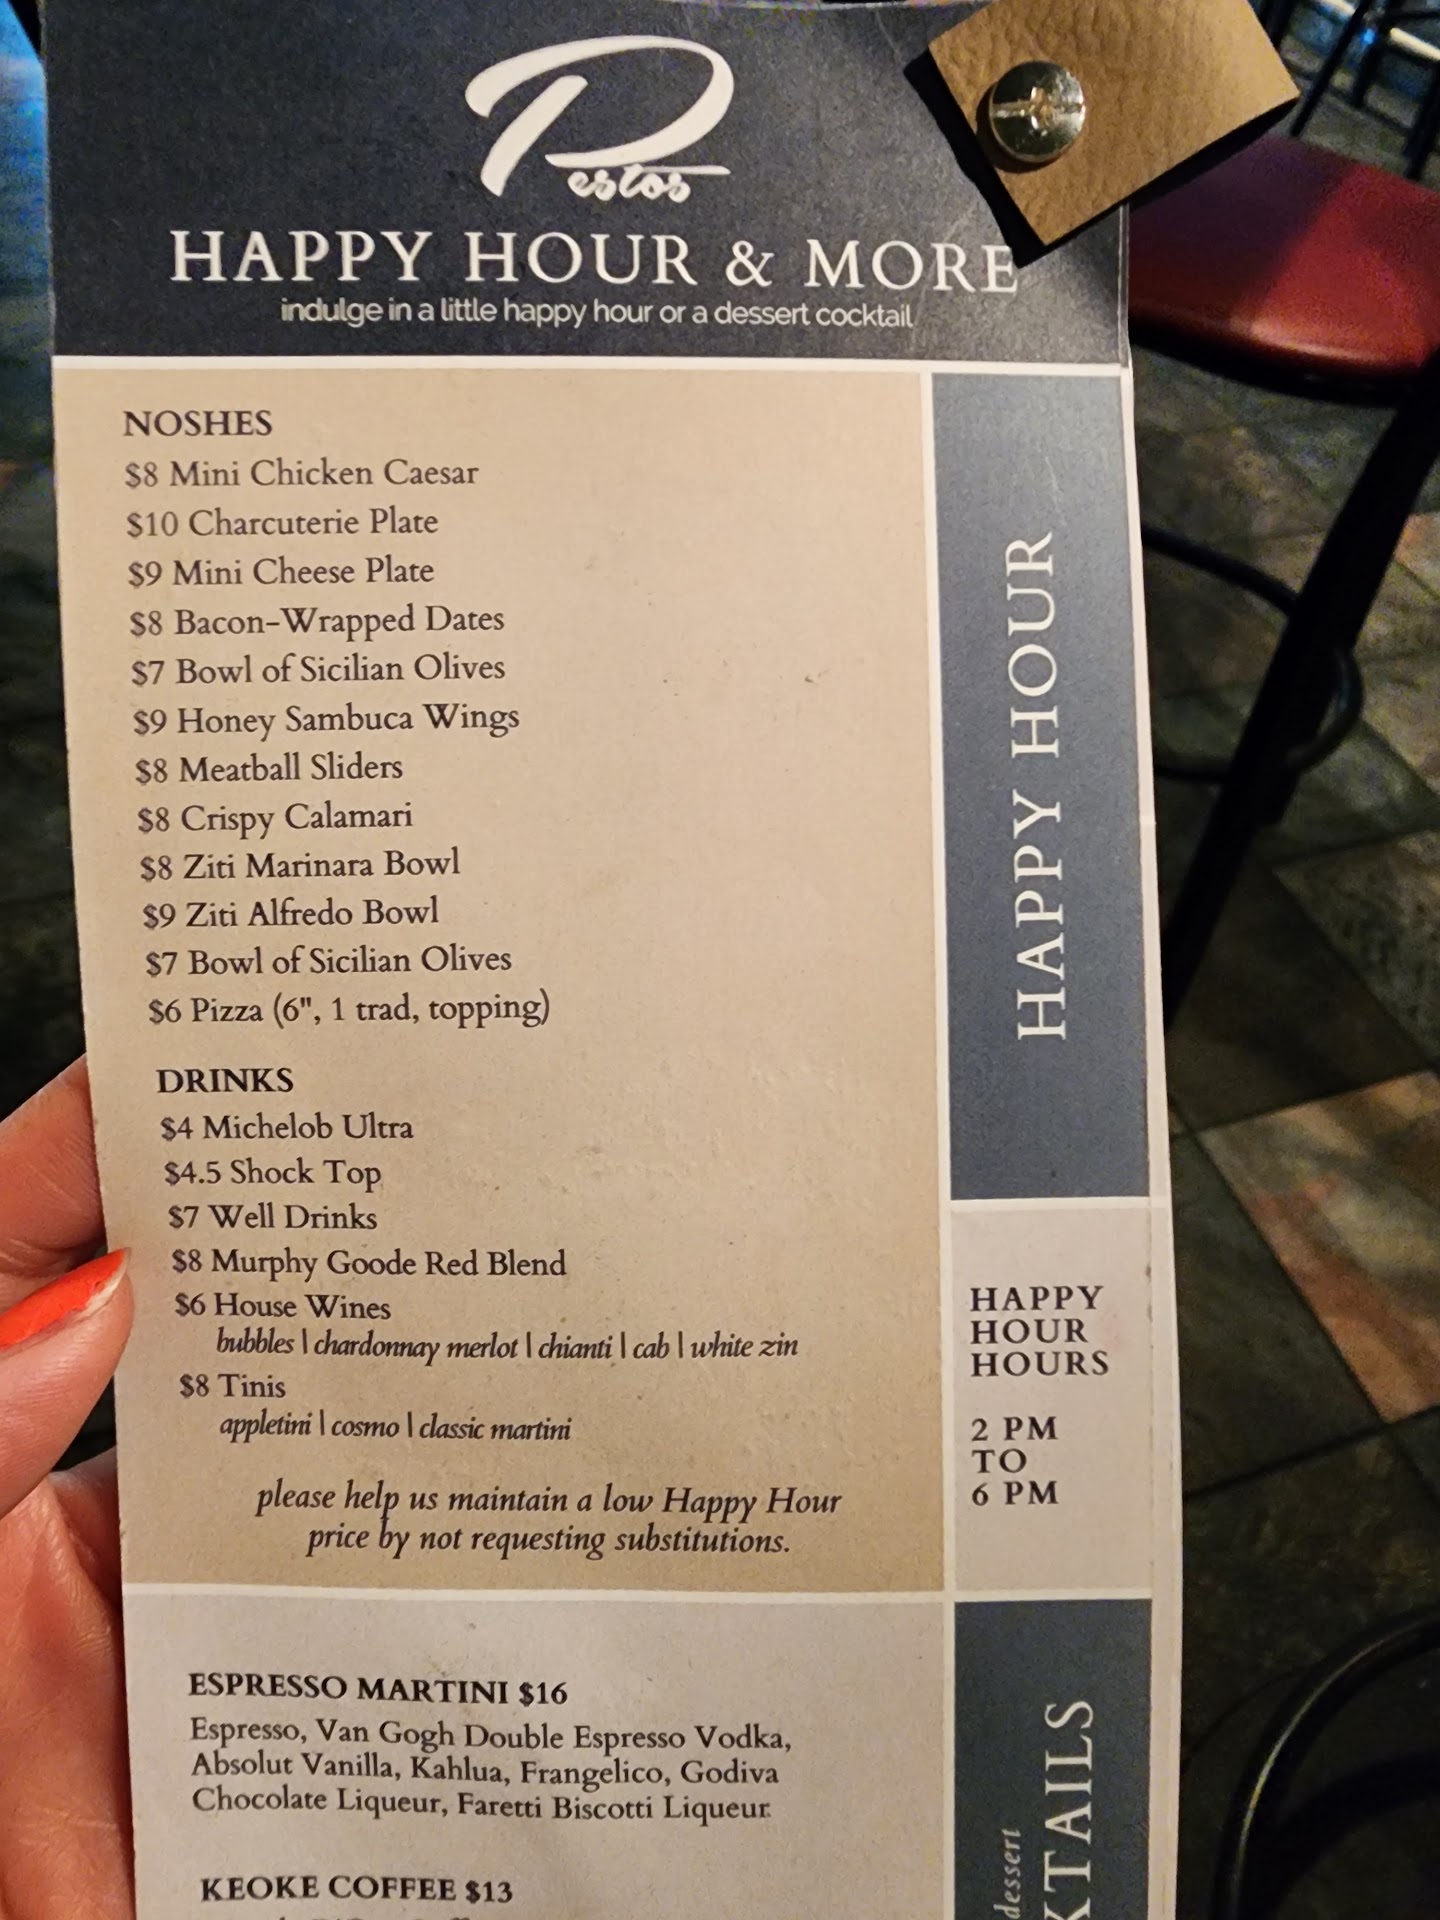 Pestos
HAPPY HOUR & MORE
indulge in a little happy hour or a dessert cocktail
NOSHES
$8 Mini Chicken Caesar
$10 Charcuterie Plate
$9 Mini Cheese Plate
$8 Bacon-Wrapped Dates
$7 Bowl of Sicilian Olives
$9 Honey Sambuca Wings
$8 Meatball Sliders
$8 Crispy Calamari
$8 Ziti Marinara Bowl
$9 Ziti Alfredo Bowl
$7 Bowl of Sicilian Olives
$6 Pizza (6", 1 trad, topping)
DRINKS
$4 Michelob Ultra
$4.5 Shock Top
$7 Well Drinks
$8 Murphy Goode Red Blend
$6 House Wines
bubbles | chardonnay merlot | chianti | cab | white zin
$8 Tinis
appletini | cosmo | classic martini
please help us maintain a low Happy Hour
price by not requesting substitutions.
HAPPY HOUR
HAPPY
HOUR
HOURS
2 PM
TO
6 PM
ESPRESSO MARTINI $16
Espresso, Van Gogh Double Espresso Vodka,
Absolut Vanilla, Kahlua, Frangelico, Godiva
Chocolate Liqueur, Faretti Biscotti Liqueur
KEOKE COFFEE $13
dessert
KTAILS